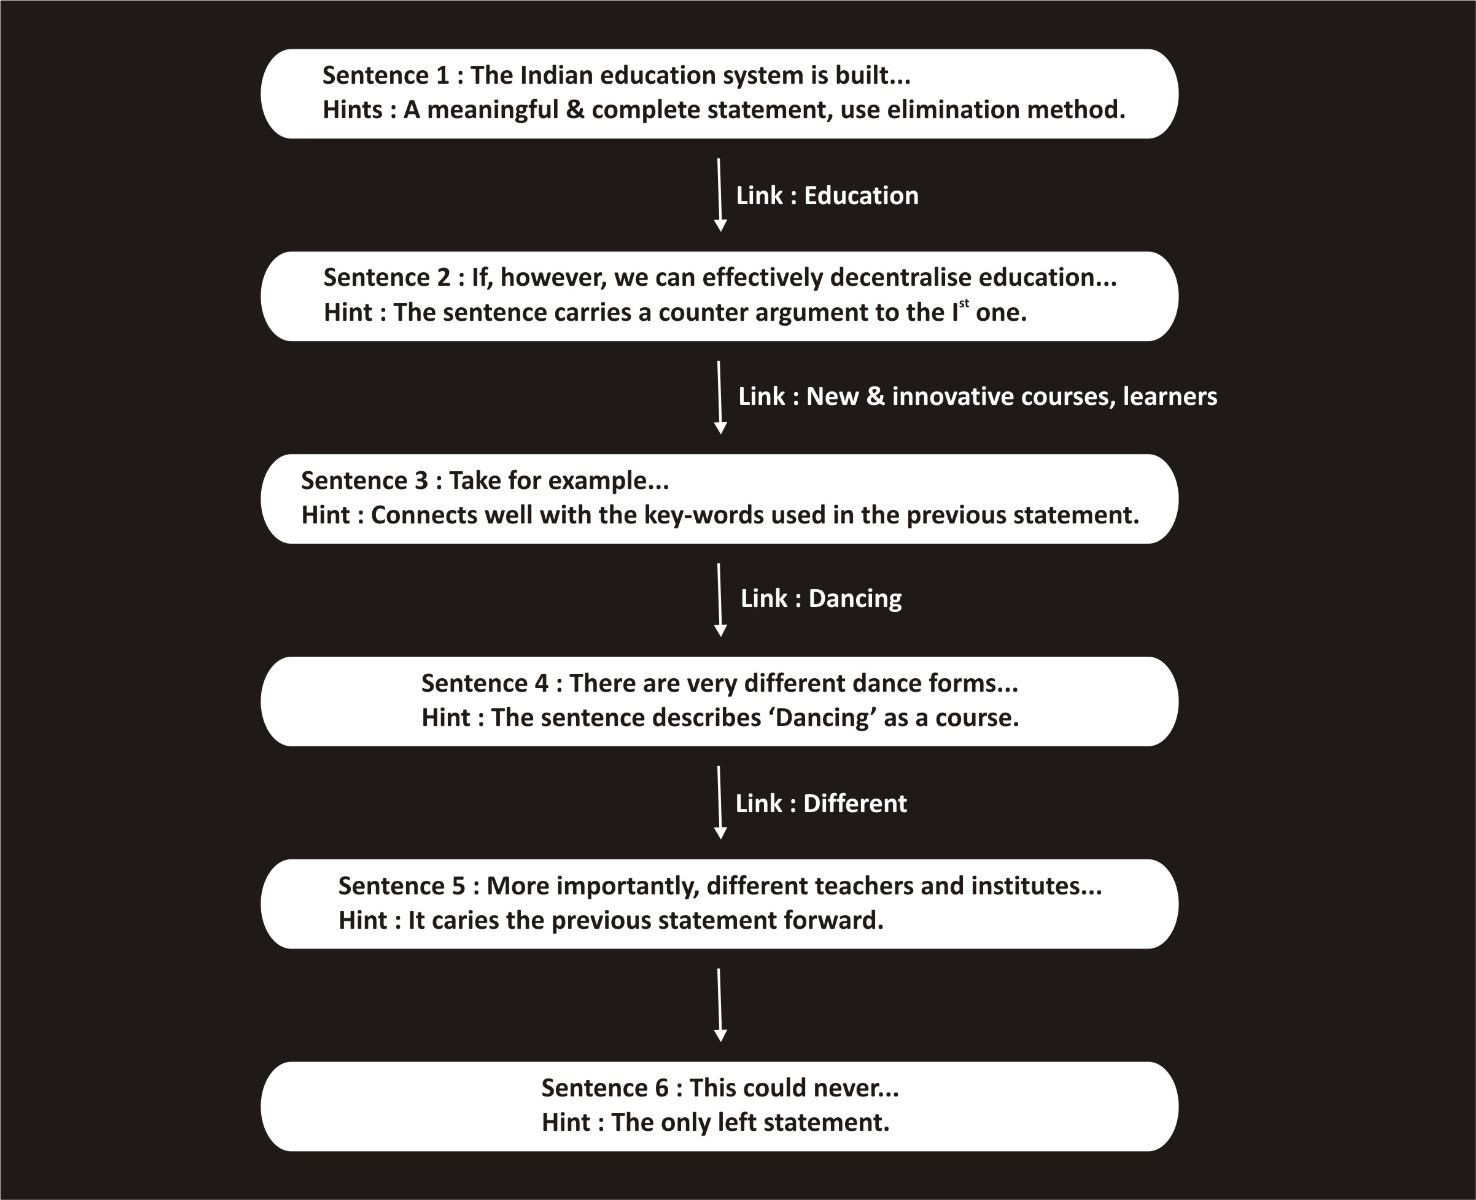 Sentence 1 : The Indian education system is built...
Hints : A meaningful & complete statement, use elimination method.
Link : Education
Sentence 2 : If, however, we can effectively decentralise education...
Hint : The sentence carries a counter argument to the Ist one.
Link : New & innovative courses, learners
Sentence 3 : Take for example...
Hint : Connects well with the key-words used in the previous statement.
Link : Dancing
Sentence 4 : There are very different dance forms...
Hint : The sentence describes ‘Dancing’ as a course.
Link : Different
Sentence 5 : More importantly, different teachers and institutes...
Hint : It caries the previous statement forward.
Sentence 6 : This could never...
Hint : The only left statement.